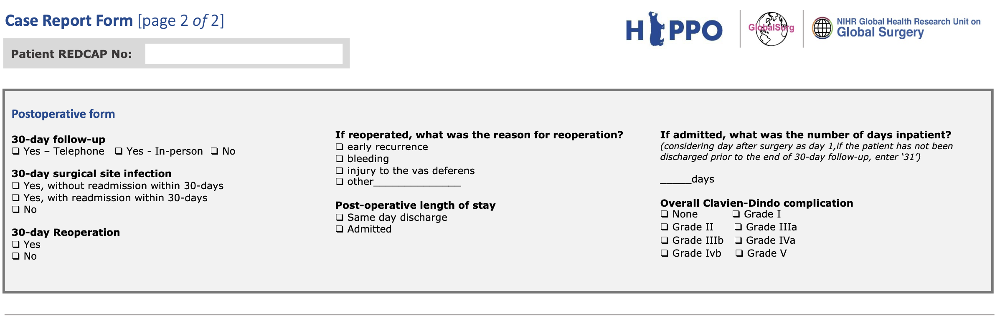 Case Report Form [page 2 of 2]
H PPO
GlobalSurg
NIHR Global Health Research Unit on
Global Surgery
Patient REDCAP No:
Postoperative form
30-day follow-up
❑ Yes – Telephone ❑ Yes - In-person ❑ No
30-day surgical site infection
❑ Yes, without readmission within 30-days
❑ Yes, with readmission within 30-days
❑ No
30-day Reoperation
❑ Yes
❑ No
If reoperated, what was the reason for reoperation?
❑ early recurrence
❑ bleeding
❑ injury to the vas deferens
❑ other______________
Post-operative length of stay
❑ Same day discharge
❑ Admitted
If admitted, what was the number of days inpatient?
(considering day after surgery as day 1,if the patient has not been
discharged prior to the end of 30-day follow-up, enter ‘31’)
_____days
Overall Clavien-Dindo complication
❑ None ❑ Grade I
❑ Grade II ❑ Grade IIIa
❑ Grade IIIb ❑ Grade IVa
❑ Grade Ivb ❑ Grade V